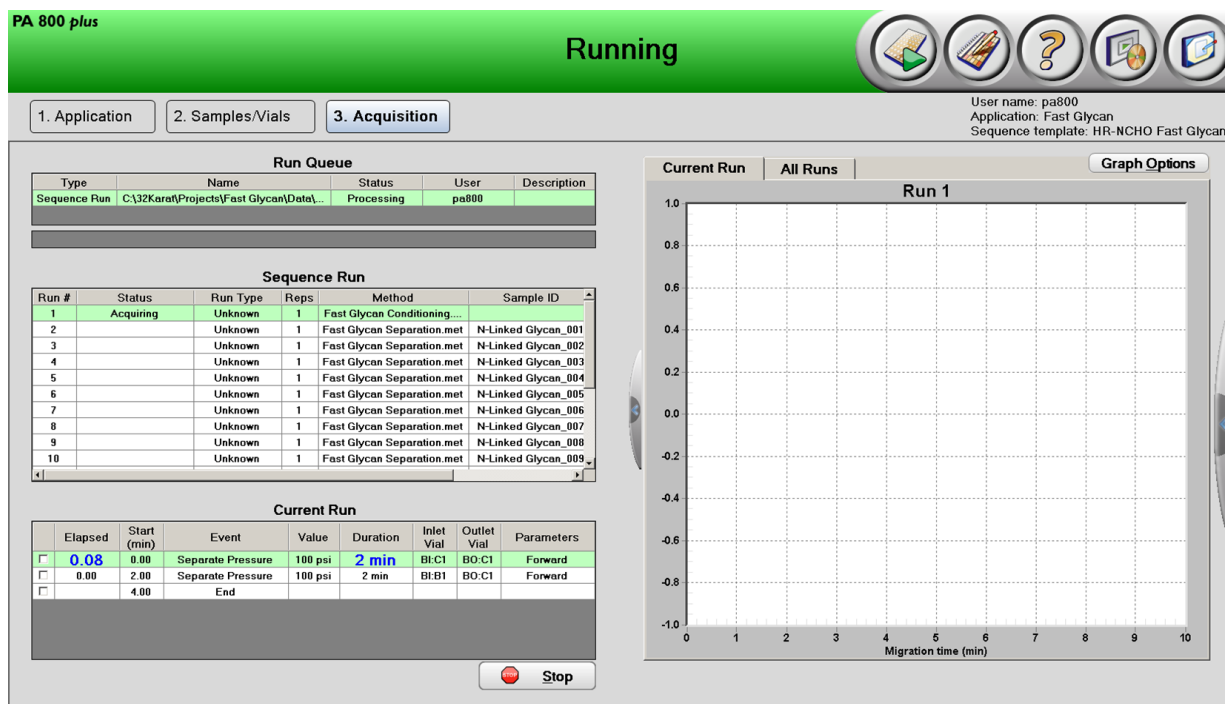 PA 800 plus
Running
1. Application
2. Samples/Vials
3. Acquisition
User name: pa800
Application: Fast Glycan
Sequence template: HR-NCHO Fast Glycan
Run Queue
Type Name Status User Description
Sequence Run C:\32Karat\Projects\Fast Glycan\Data\... Processing pa800
Sequence Run
Run # Status Run Type Reps Method Sample ID
1 Acquiring Unknown 1 Fast Glycan Conditioning....
2 Unknown 1 Fast Glycan Separation.met N-Linked Glycan_001
3 Unknown 1 Fast Glycan Separation.met N-Linked Glycan_002
4 Unknown 1 Fast Glycan Separation.met N-Linked Glycan_003
5 Unknown 1 Fast Glycan Separation.met N-Linked Glycan_004
6 Unknown 1 Fast Glycan Separation.met N-Linked Glycan_005
7 Unknown 1 Fast Glycan Separation.met N-Linked Glycan_006
8 Unknown 1 Fast Glycan Separation.met N-Linked Glycan_007
9 Unknown 1 Fast Glycan Separation.met N-Linked Glycan_008
10 Unknown 1 Fast Glycan Separation.met N-Linked Glycan_009
Current Run
Elapsed Start (min) Event Value Duration Inlet Vial Outlet Vial Parameters
0.08 0.00 Separate Pressure 100 psi 2 min BI:C1 BO:C1 Forward
0.00 2.00 Separate Pressure 100 psi 2 min BI:B1 BO:C1 Forward
4.00 End
STOP Stop
Current Run
All Runs
Graph Options
Run 1
1.0
0.8
0.6
0.4
0.2
0.0
-0.2
-0.4
-0.6
-0.8
-1.0
0 1 2 3 4 5 6 7 8 9 10
Migration time (min)